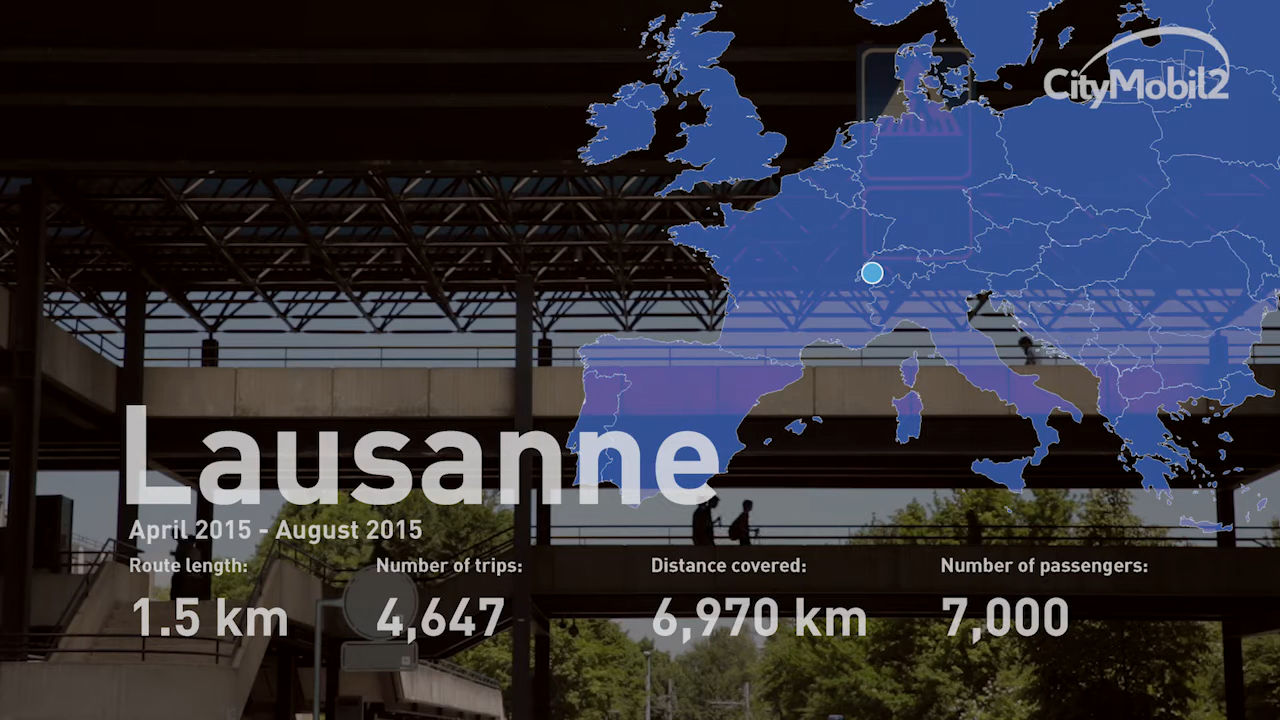 CityMobil2
Lausanne
April 2015 - August 2015
Route length: Number of trips: Distance covered: Number of passengers:
1.5 km 4,647 6,970 km 7,000